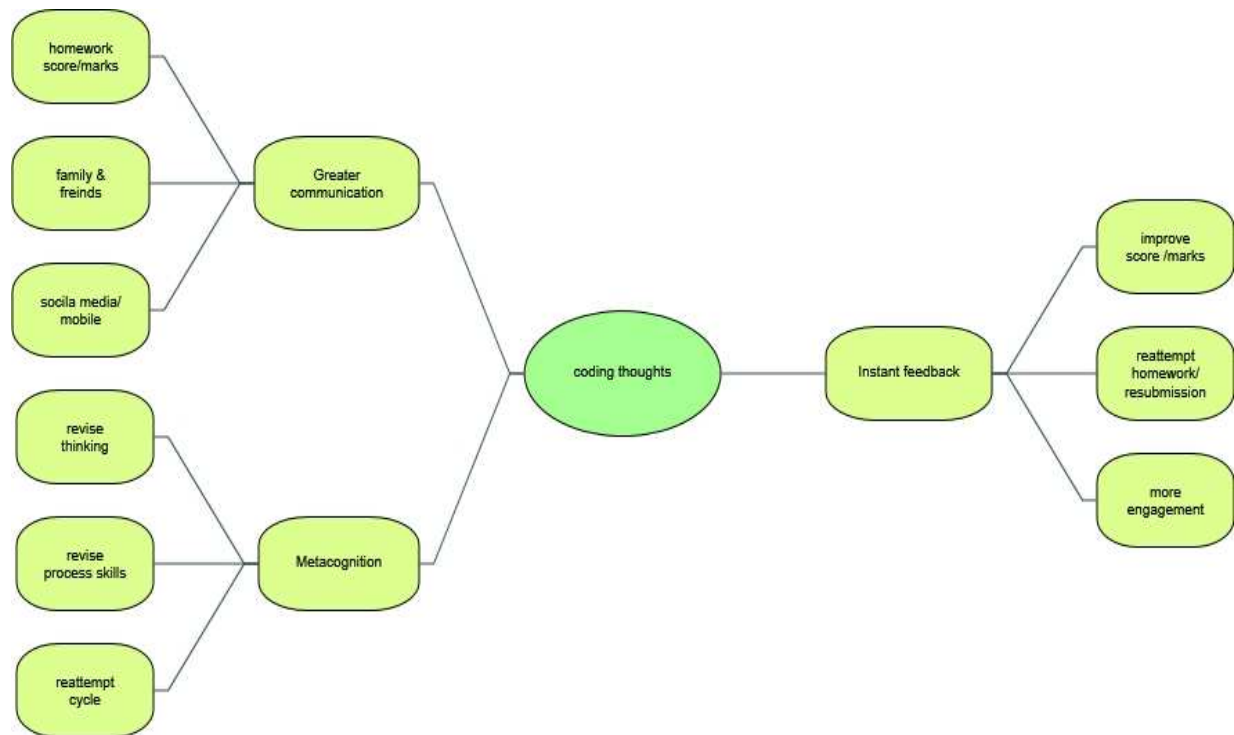 homework
score/marks
family &
freinds
socila media/
mobile
Greater
communication
revise
thinking
revise
process skills
reattempt
cycle
Metacognition
coding thoughts
Instant feedback
improve
score /marks
reattempt
homework/
resubmission
more
engagement